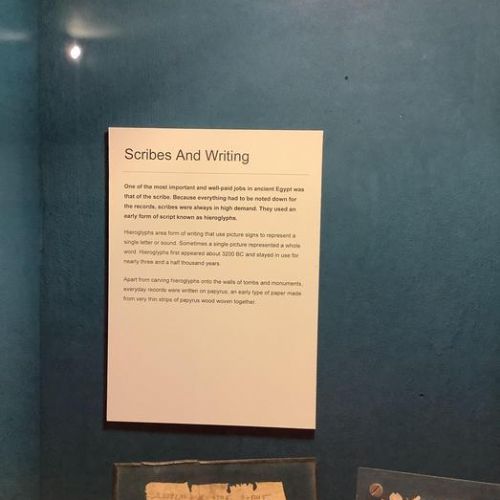 Scribes And Writing
One of the most important and well-paid jobs in ancient Egypt was
that of the scribe. Because everything had to be noted down for
the records, scribes were always in high demand. They used an
early form of script known as hieroglyphs.
Hieroglyphs area form of writing that use picture signs to represent a
single letter or sound. Sometimes a single picture represented a whole
word. Hieroglyphs first appeared about 3200 BC and stayed in use for
nearly three and a half thousand years.
Apart from carving hieroglyphs onto the walls of tombs and monuments,
everyday records were written on papyrus, an early type of paper made
from very thin strips of papyrus wood woven together.